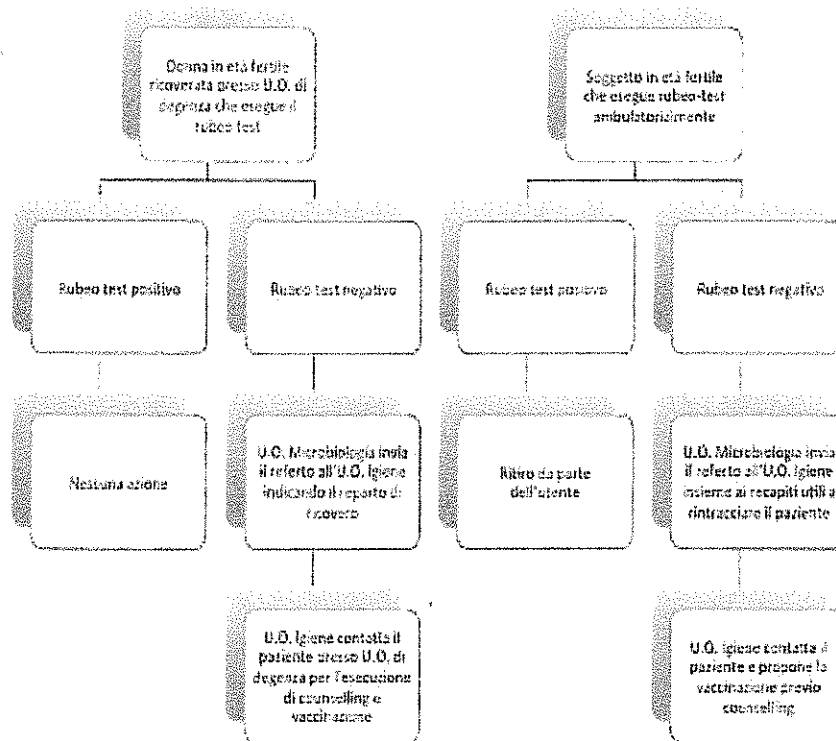 Donna in età fertile
ricoverata presso U.O. di
degenza che esegue il
rubeo test
Soggetto in età fertile
che esegue rubeo-test
ambulatorialmente
Rubeo test positivo
Rubeo test negativo
Rubeo test positivo
Rubeo test negativo
Nessuna azione
U.O. Microbiologia invia
il referto all'U.O. Igiene
indicando il reparto di
ricovero
Ritiro da parte
dell'utente
U.O. Microbiologia invia
il referto all'U.O. Igiene
insieme ai recapiti utili a
rintracciare il paziente
U.O. Igiene contatta il
paziente presso U.O. di
degenza per l'esecuzione
di counselling e
vaccinazione
U.O. Igiene contatta il
paziente e propone la
vaccinazione previo
counselling